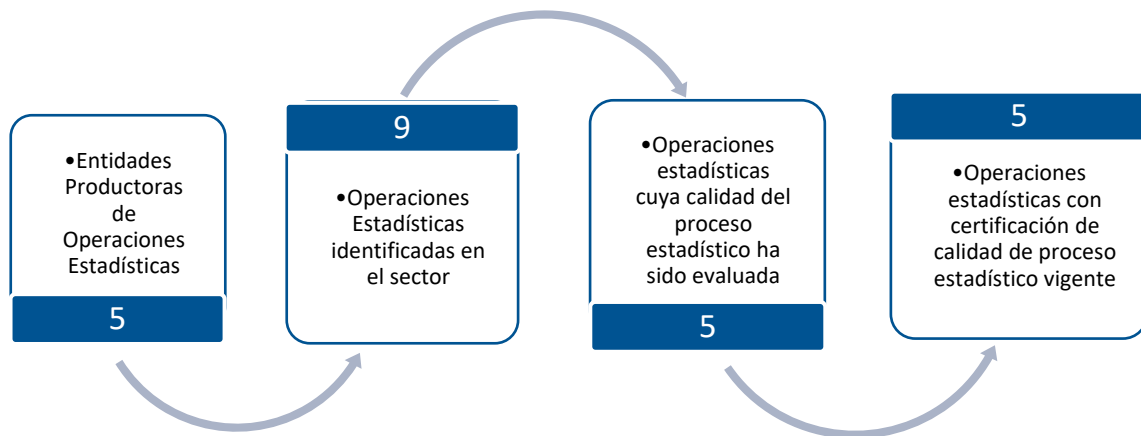 •Entidades
Productoras
de
Operaciones
Estadísticas
5
9
•Operaciones
Estadísticas
identificadas en
el sector
•Operaciones
estadísticas
cuya calidad del
proceso
estadístico ha
sido evaluada
5
5
•Operaciones
estadísticas con
certificación de
calidad de proceso
estadístico vigente